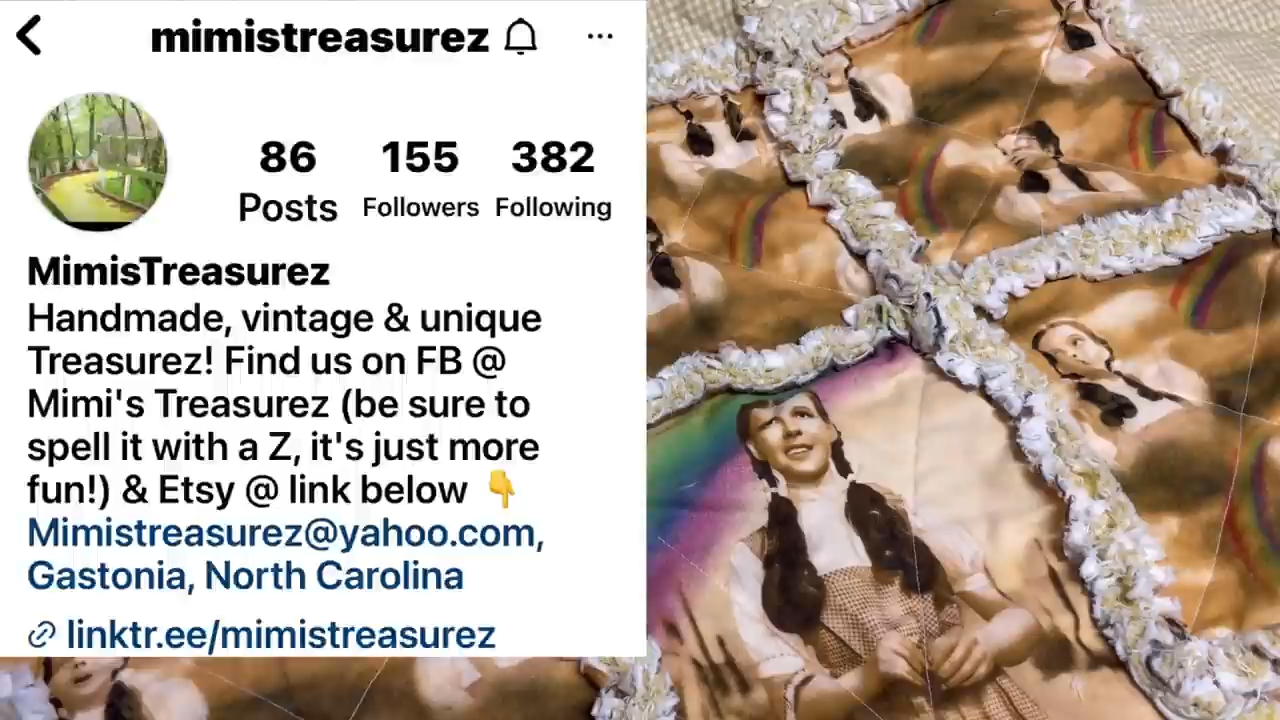 mimistreasurez
86 155 382
Posts Followers Following
MimisTreasurez
Handmade, vintage & unique
Treasurez! Find us on FB @
Mimi's Treasurez (be sure to
spell it with a Z, it's just more
fun!) & Etsy @ link below 👇
Mimistreasurez@yahoo.com,
Gastonia, North Carolina
linktr.ee/mimistreasurez